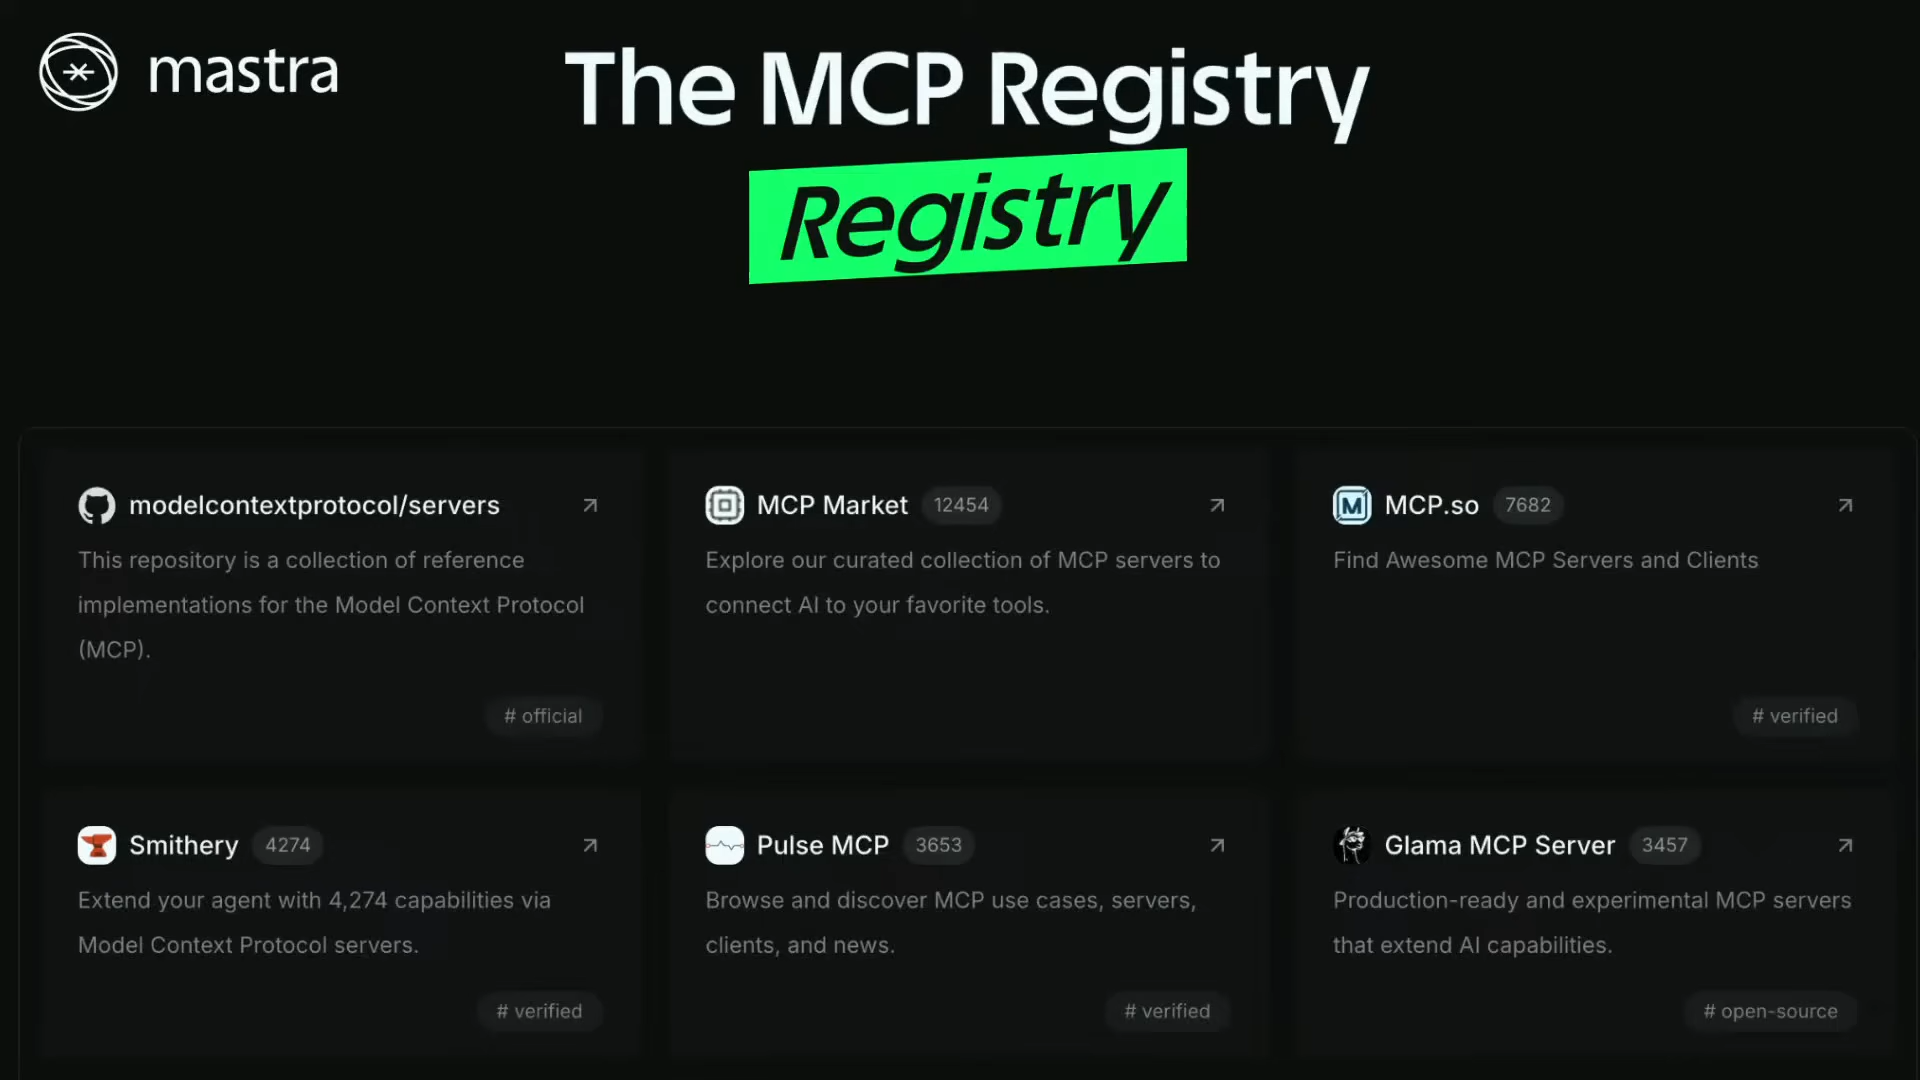 mastra
The MCP Registry
Registry
modelcontextprotocol/servers
This repository is a collection of reference
implementations for the Model Context Protocol
(MCP).
# official
MCP Market 12454
Explore our curated collection of MCP servers to
connect AI to your favorite tools.
MCP.so 7682
Find Awesome MCP Servers and Clients
# verified
Smithery 4274
Extend your agent with 4,274 capabilities via
Model Context Protocol servers.
# verified
Pulse MCP 3653
Browse and discover MCP use cases, servers,
clients, and news.
# verified
Glama MCP Server 3457
Production-ready and experimental MCP servers
that extend AI capabilities.
# open-source